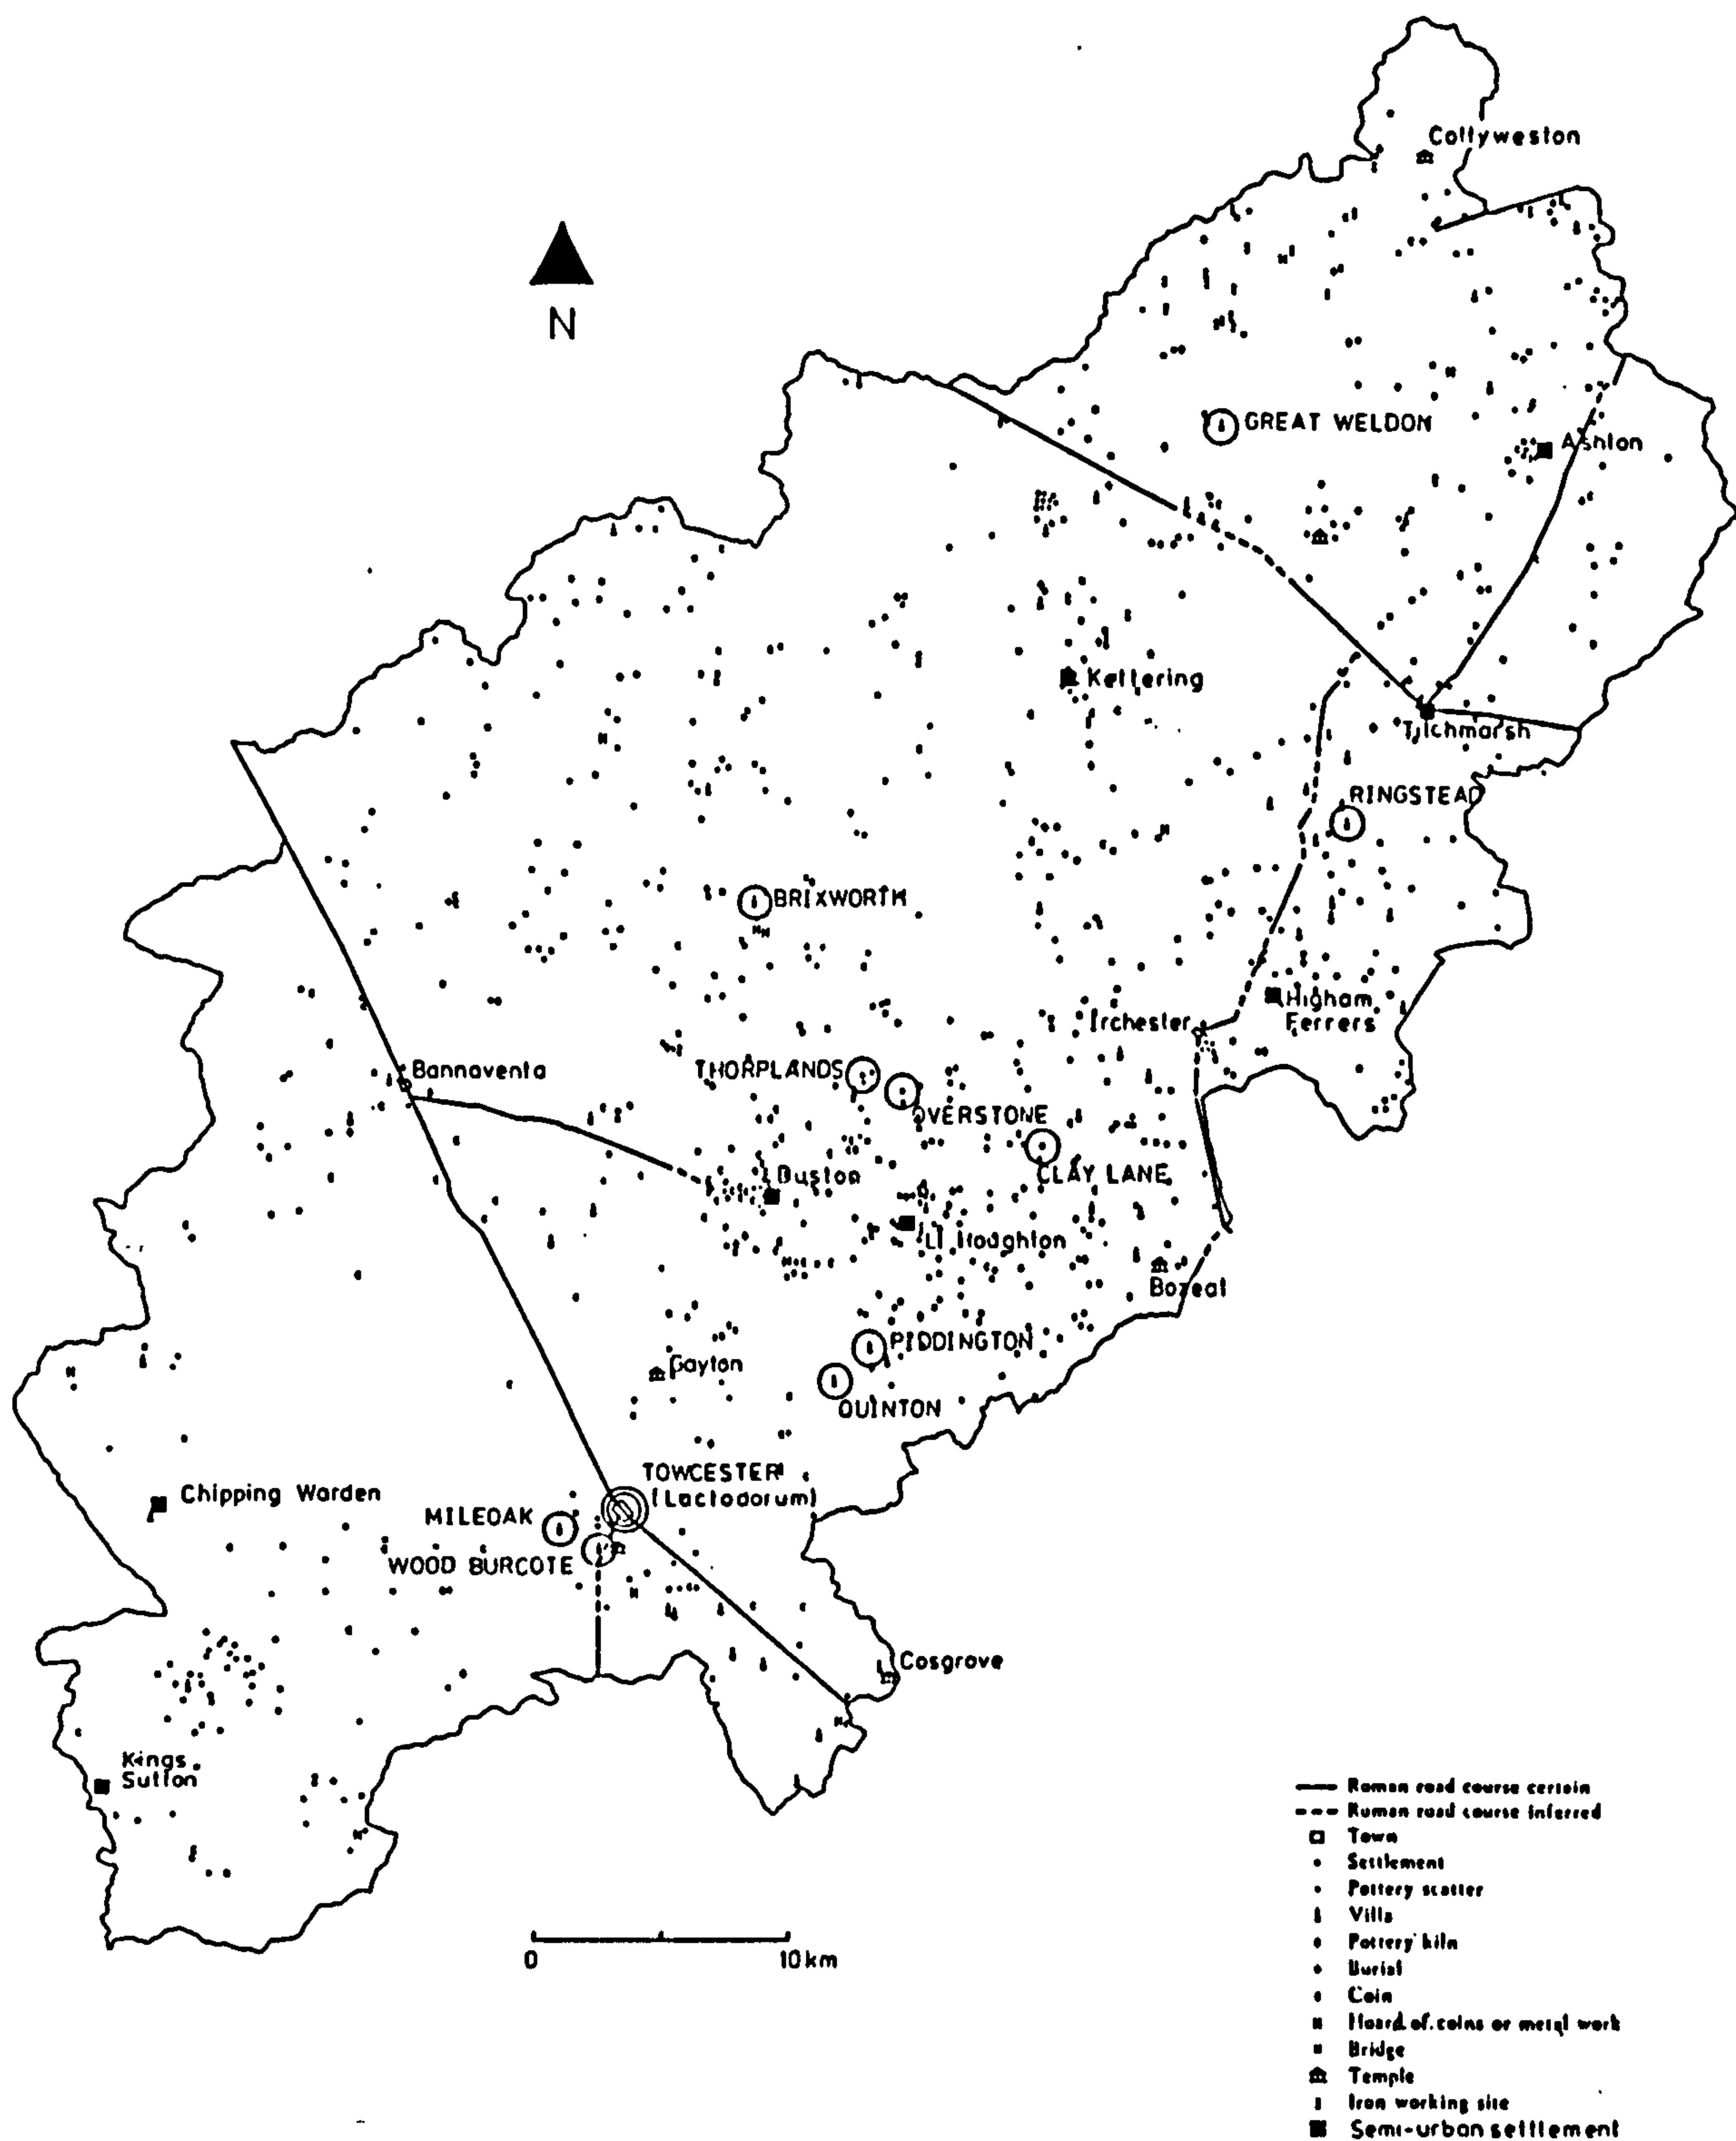 Collyweston
N
GREAT WELDON
Ashton
Kettering
Titchmarsh
RINGSTEAD
BRIXWORTH
Higham
Ferrers
Irchester
THORPLANDS
Bannaventa
OVERSTONE
CLAY LANE
Duston
Lt Houghton
Bozeat
PIDDINGTON
Gayton
QUINTON
TOWCESTER
(Lactodorum)
Chipping Warden
MILEOAK
WOOD BURCOTE
Cosgrove
Kings
Sutton
Roman road course certain
Roman road course inferred
Town
Settlement
Pottery scatter
Villa
Pottery kiln
Burial
Coin
Hoard of coins or metal work
Bridge
Temple
Iron working site
Semi-urban settlement
0 10km